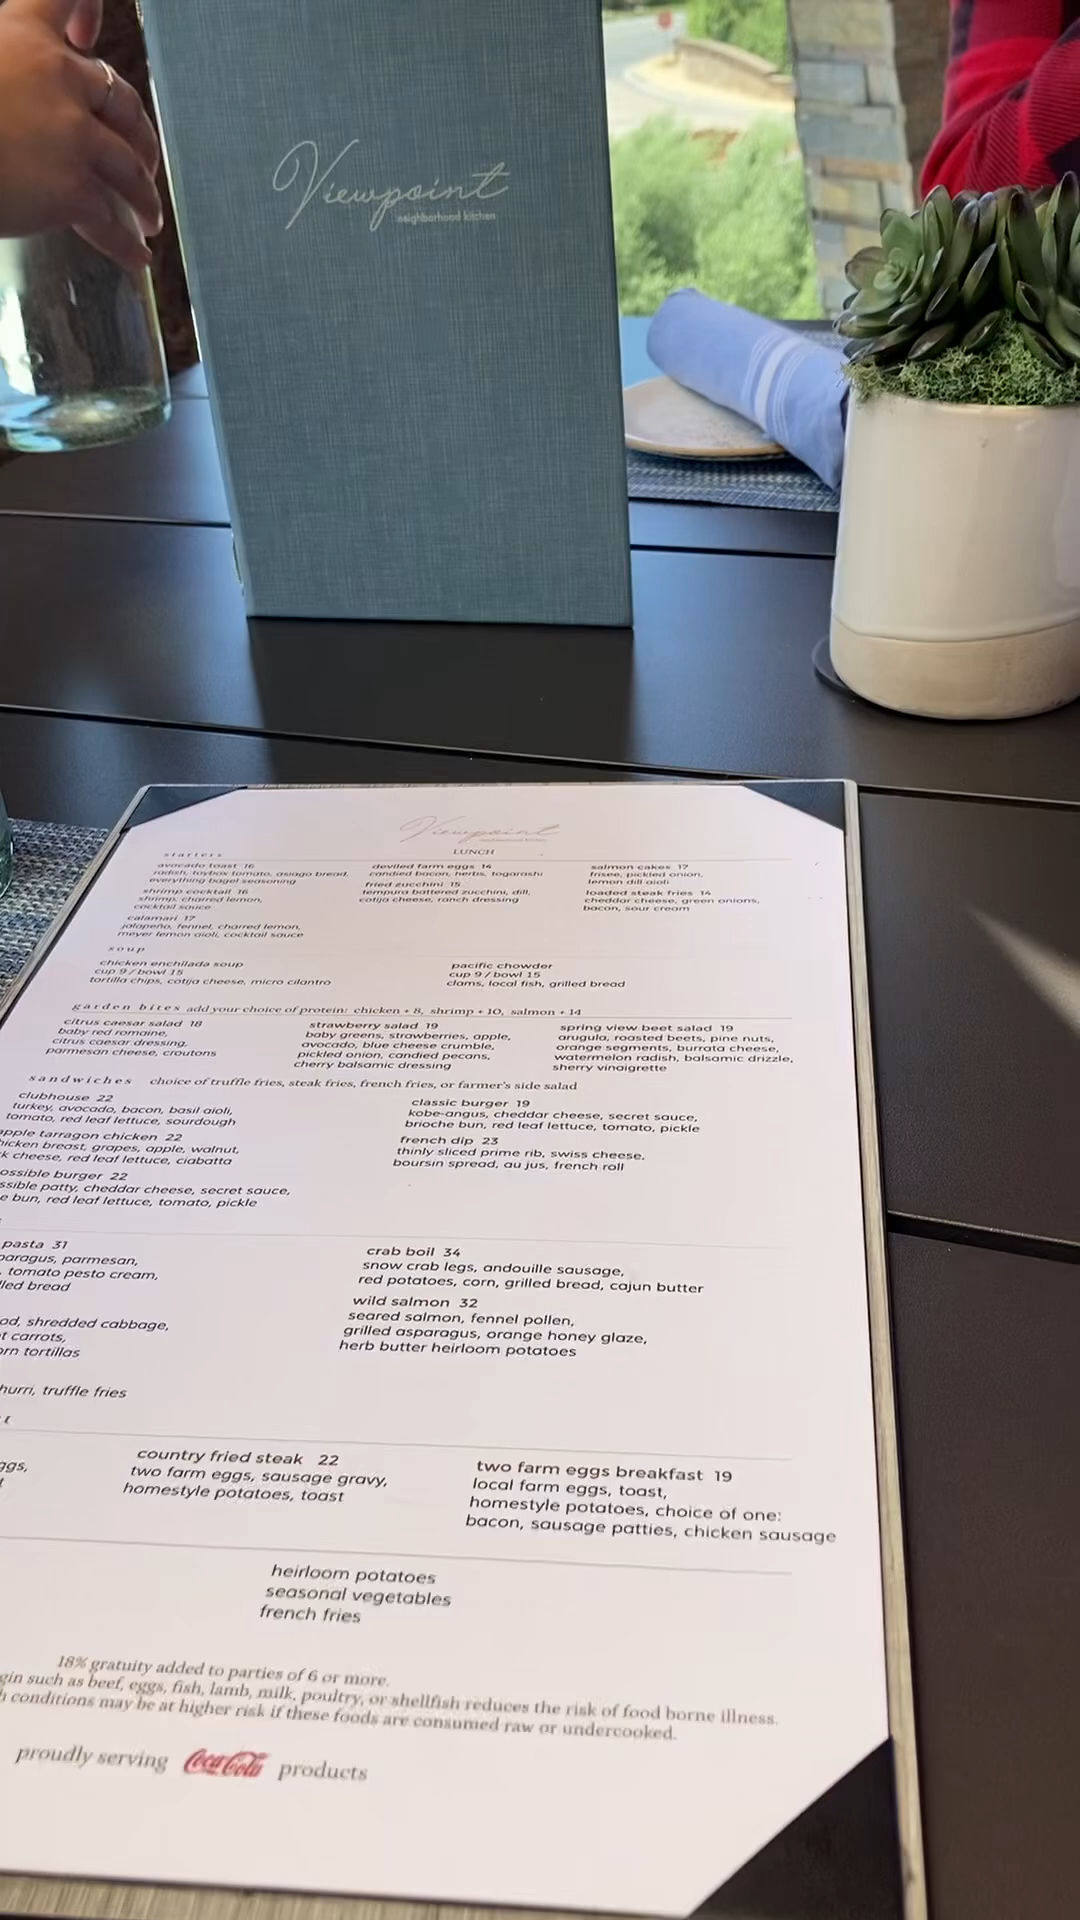 Viewpoint
neighborhood kitchen
Viewpoint
LUNCH
starters
avocado toast 16
radish, toybox tomato, asiago bread,
everything bagel seasoning
shrimp cocktail 16
shrimp, charred lemon,
cocktail sauce
calamari 17
jalapeño, fennel, charred lemon,
meyer lemon aioli, cocktail sauce
deviled farm eggs 14
candied bacon, herbs, togarashi
fried zucchini 15
tempura battered zucchini, dill,
cotija cheese, ranch dressing
salmon cakes 17
frisee, pickled onion,
lemon dill aioli
loaded steak fries 14
cheddar cheese, green onions,
bacon, sour cream
soup
chicken enchilada soup
cup 9 / bowl 15
tortilla chips, cotija cheese, micro cilantro
pacific chowder
cup 9 / bowl 15
clams, local fish, grilled bread
garden bites add your choice of protein: chicken + 8, shrimp + 10, salmon + 14
citrus caesar salad 18
baby red romaine,
citrus caesar dressing,
parmesan cheese, croutons
strawberry salad 19
baby greens, strawberries, apple,
avocado, blue cheese crumble,
pickled onion, candied pecans,
cherry balsamic dressing
spring view beet salad 19
arugula, roasted beets, pine nuts,
orange segments, burrata cheese,
watermelon radish, balsamic drizzle,
sherry vinaigrette
sandwiches choice of truffle fries, steak fries, french fries, or farmer's side salad
clubhouse 22
turkey, avocado, bacon, basil aioli,
tomato, red leaf lettuce, sourdough
apple tarragon chicken 22
hicken breast, grapes, apple, walnut,
k cheese, red leaf lettuce, ciabatta
ossible burger 22
ssible patty, cheddar cheese, secret sauce,
e bun, red leaf lettuce, tomato, pickle
classic burger 19
kobe-angus, cheddar cheese, secret sauce,
brioche bun, red leaf lettuce, tomato, pickle
french dip 23
thinly sliced prime rib, swiss cheese,
boursin spread, au jus, french roll
pasta 31
paragus, parmesan,
, tomato pesto cream,
lled bread
od, shredded cabbage,
t carrots,
orn tortillas
hurri, truffle fries
crab boil 34
snow crab legs, andouille sausage,
red potatoes, corn, grilled bread, cajun butter
wild salmon 32
seared salmon, fennel pollen,
grilled asparagus, orange honey glaze,
herb butter heirloom potatoes
ggs,
t
country fried steak 22
two farm eggs, sausage gravy,
homestyle potatoes, toast
two farm eggs breakfast 19
local farm eggs, toast,
homestyle potatoes, choice of one:
bacon, sausage patties, chicken sausage
heirloom potatoes
seasonal vegetables
french fries
18% gratuity added to parties of 6 or more.
gin such as beef, eggs, fish, lamb, milk, poultry, or shellfish reduces the risk of food borne illness.
h conditions may be at higher risk if these foods are consumed raw or undercooked.
proudly serving Coca-Cola products